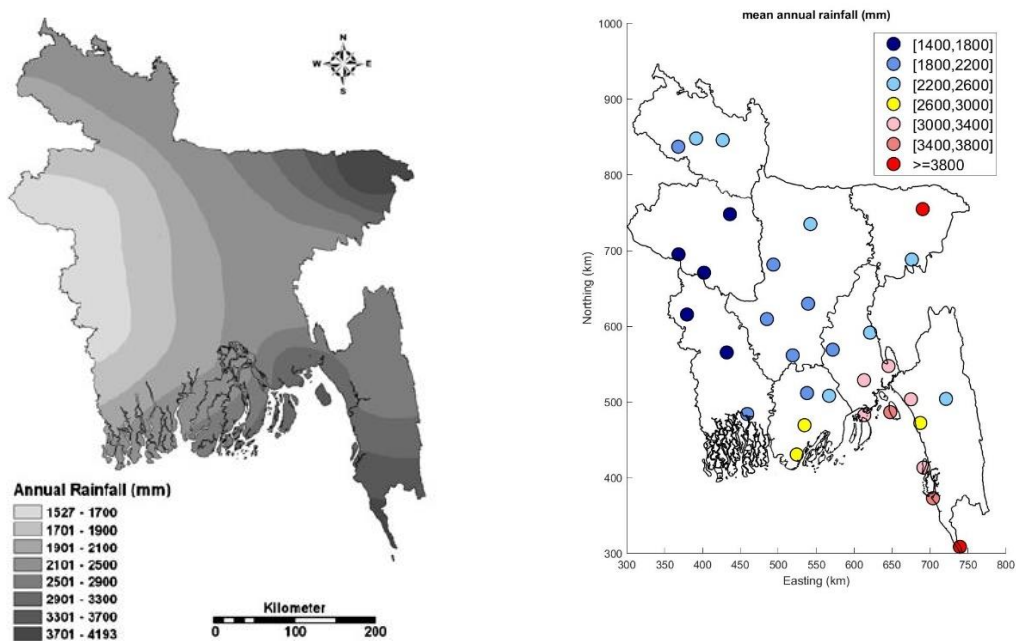 N
W E
S
Annual Rainfall (mm)
1527 - 1700
1701 - 1900
1901 - 2100
2101 - 2500
2501 - 2900
2901 - 3300
3301 - 3700
3701 - 4193
Kilometer
0 100 200
mean annual rainfall (mm)
[1400,1800]
[1800,2200]
[2200,2600]
[2600,3000]
[3000,3400]
[3400,3800]
>=3800
1000
900
800
700
600
500
400
300
Northing (km)
300 350 400 450 500 550 600 650 700 750 800
Easting (km)